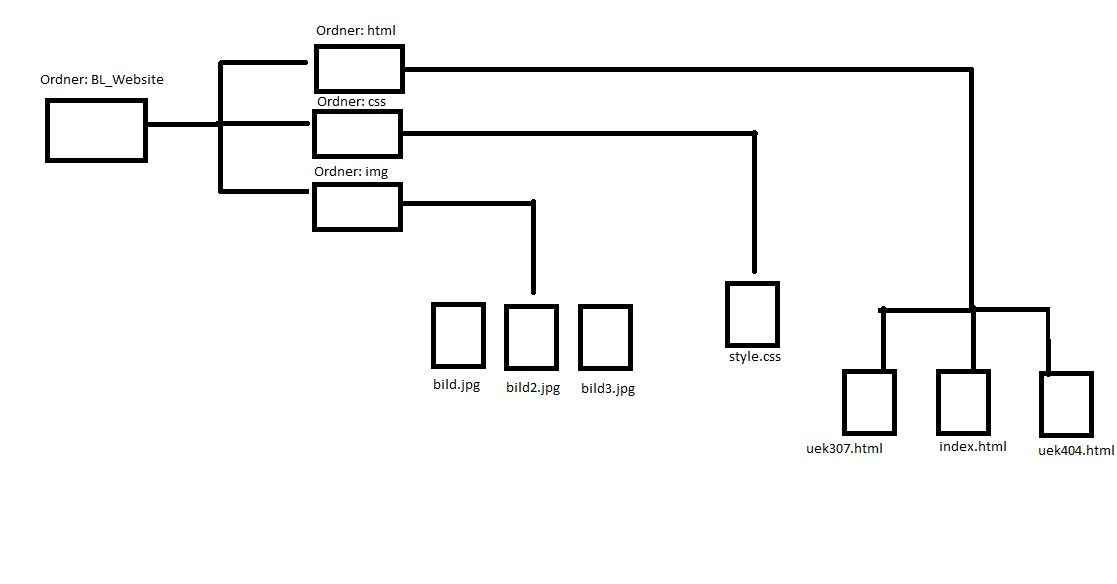 Ordner: html
Ordner: BL_Website
Ordner: css
Ordner: img
style.css
bild.jpg
bild2.jpg
bild3.jpg
uek307.html
index.html
uek404.html